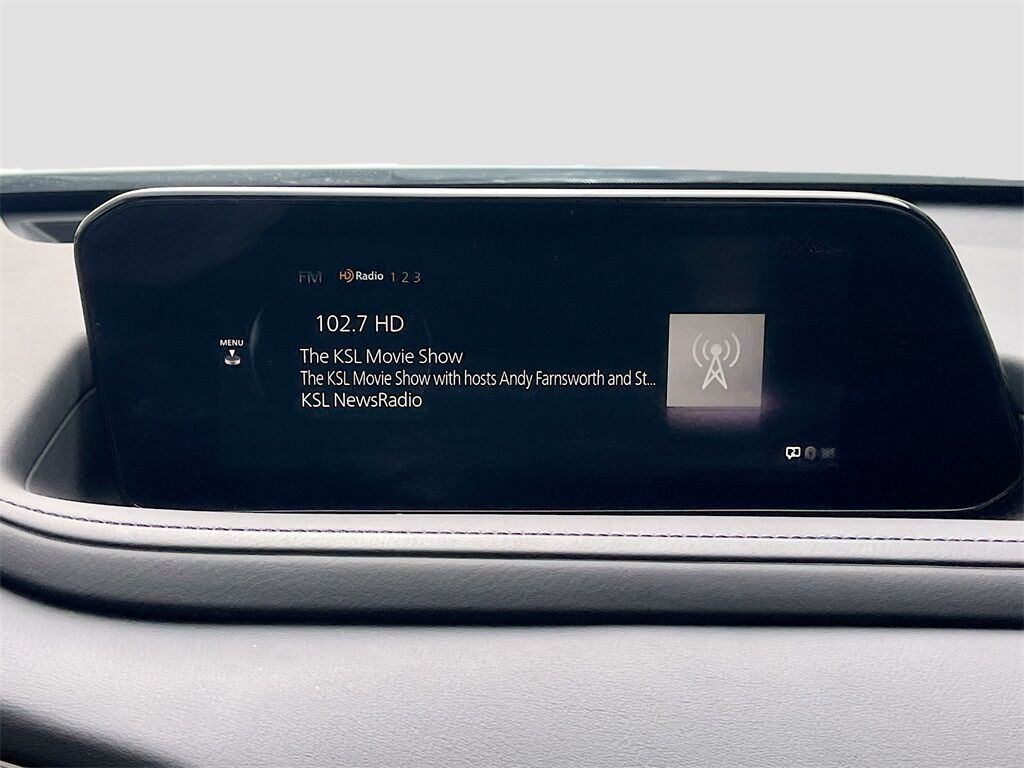 FM HD Radio 1 2 3
102.7 HD
MENU
The KSL Movie Show
The KSL Movie Show with hosts Andy Farnsworth and St...
KSL NewsRadio